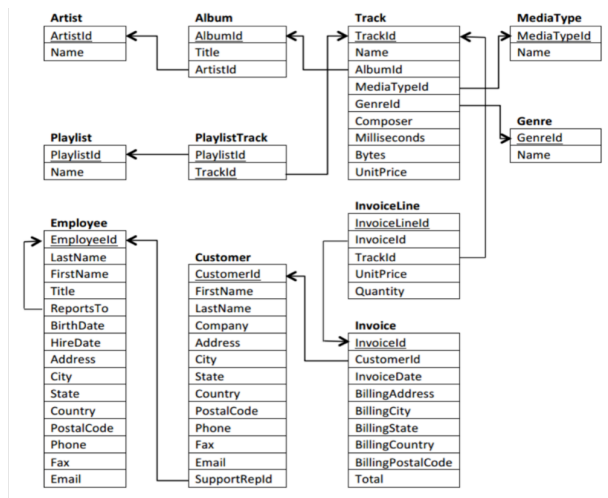 Artist
ArtistId
Name
Album
AlbumId
Title
ArtistId
Track
TrackId
Name
AlbumId
MediaTypeId
GenreId
Composer
Milliseconds
Bytes
UnitPrice
MediaType
MediaTypeId
Name
Genre
GenreId
Name
Playlist
PlaylistId
Name
PlaylistTrack
PlaylistId
TrackId
Employee
EmployeeId
LastName
FirstName
Title
ReportsTo
BirthDate
HireDate
Address
City
State
Country
PostalCode
Phone
Fax
Email
Customer
CustomerId
FirstName
LastName
Company
Address
City
State
Country
PostalCode
Phone
Fax
Email
SupportRepId
InvoiceLine
InvoiceLineId
InvoiceId
TrackId
UnitPrice
Quantity
Invoice
InvoiceId
CustomerId
InvoiceDate
BillingAddress
BillingCity
BillingState
BillingCountry
BillingPostalCode
Total